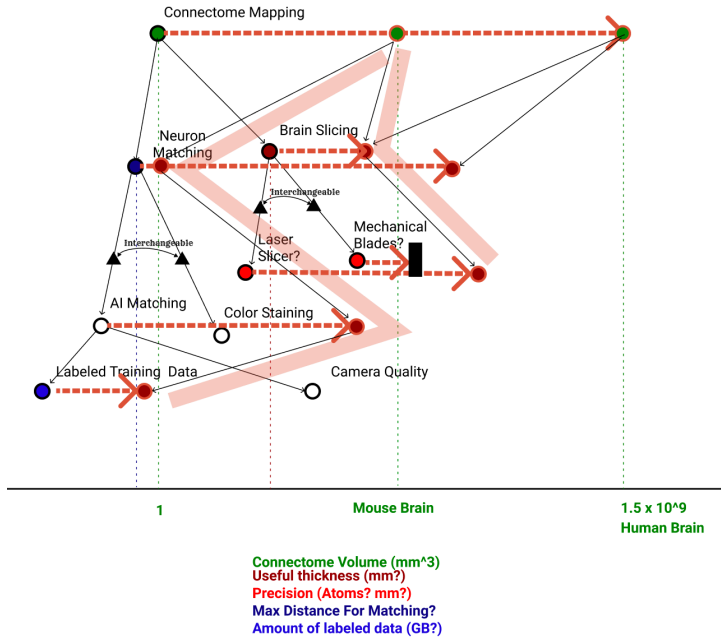 Connectome Mapping
Neuron
Matching
Brain Slicing
Interchangeable
Mechanical
Blades?
Interchangeable
Laser
Slicer?
AI Matching
Color Staining
Labeled Training Data
Camera Quality
1
Mouse Brain
1.5 x 10^9
Human Brain
Connectome Volume (mm^3)
Useful thickness (mm?)
Precision (Atoms? mm?)
Max Distance For Matching?
Amount of labeled data (GB?)